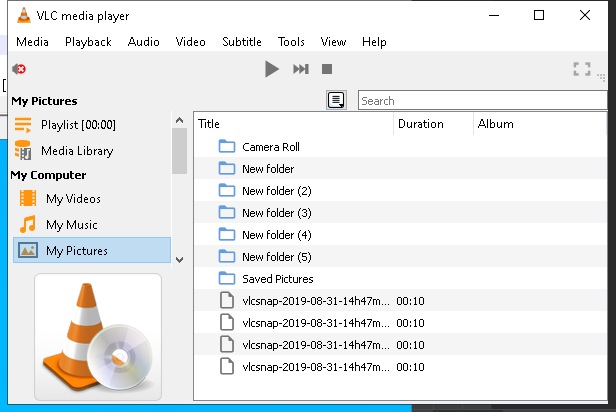 VLC media player
Media Playback Audio Video Subtitle Tools View Help
My Pictures
Search
Playlist [00:00]
Media Library
My Computer
My Videos
My Music
My Pictures
Title Duration Album
Camera Roll
New folder
New folder (2)
New folder (3)
New folder (4)
New folder (5)
Saved Pictures
vlcsnap-2019-08-31-14h47m... 00:10
vlcsnap-2019-08-31-14h47m... 00:10
vlcsnap-2019-08-31-14h47m... 00:10
vlcsnap-2019-08-31-14h47m... 00:10